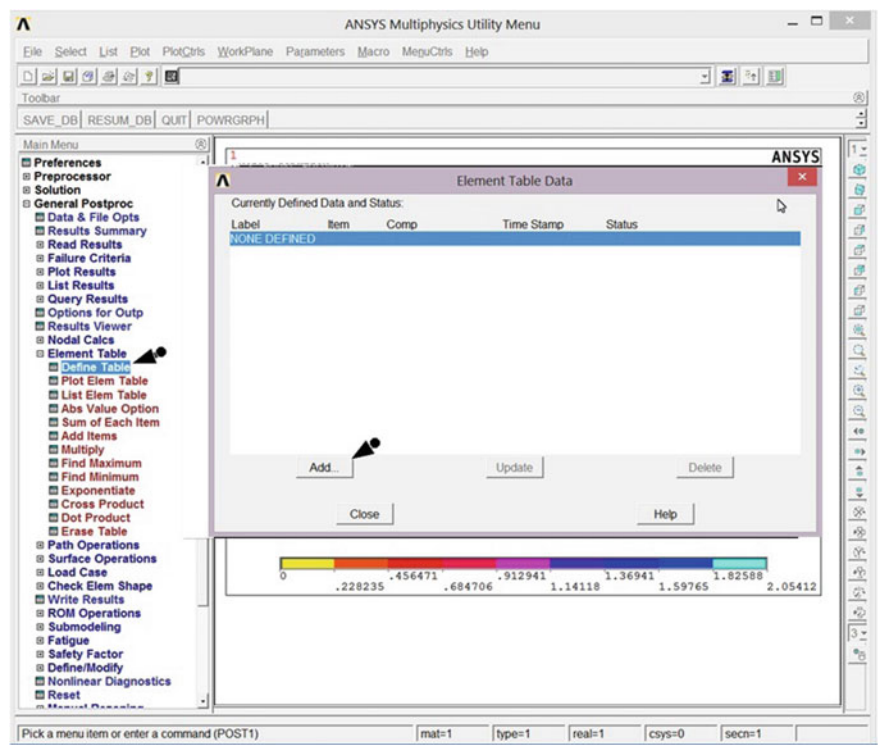 ANSYS Multiphysics Utility Menu
File Select List Plot PlotCtrls WorkPlane Parameters Macro MenuCtrls Help
Toolbar
SAVE_DB RESUM_DB QUIT POWRGRPH
Main Menu
Preferences
Preprocessor
Solution
General Postproc
Data & File Opts
Results Summary
Read Results
Failure Criteria
Plot Results
List Results
Query Results
Options for Outp
Results Viewer
Nodal Calcs
Element Table
Define Table
Plot Elem Table
List Elem Table
Abs Value Option
Sum of Each Item
Add Items
Multiply
Find Maximum
Find Minimum
Exponentiate
Cross Product
Dot Product
Erase Table
Path Operations
Surface Operations
Load Case
Check Elem Shape
Write Results
ROM Operations
Submodeling
Fatigue
Safety Factor
Define/Modify
Nonlinear Diagnostics
Reset
1
ANSYS
Element Table Data
Currently Defined Data and Status:
Label Item Comp Time Stamp Status
NONE DEFINED
Add... Update Delete
Close Help
0 .456471 .912941 1.36941 1.82588
.228235 .684706 1.14118 1.59765 2.05412
1
3
Pick a menu item or enter a command (POST1) mat=1 type=1 real=1 csys=0 secn=1